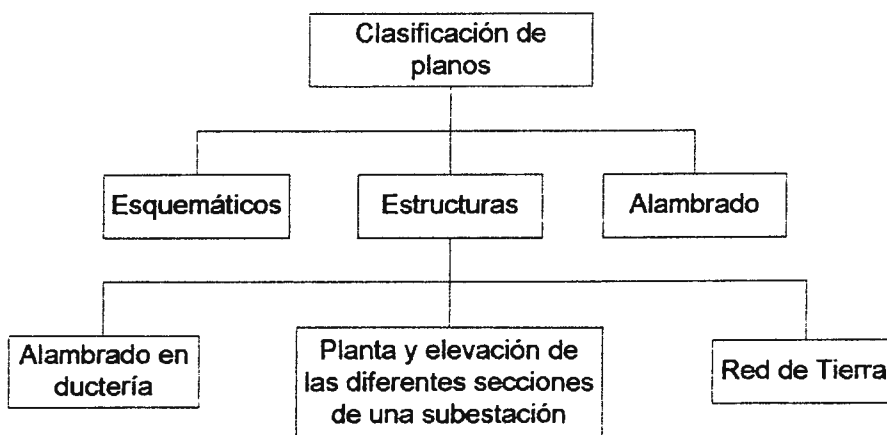 Clasificación de
planos
Esquemáticos
Estructuras
Alambrado
Alambrado en
ductería
Planta y elevación de
las diferentes secciones
de una subestación
Red de Tierra